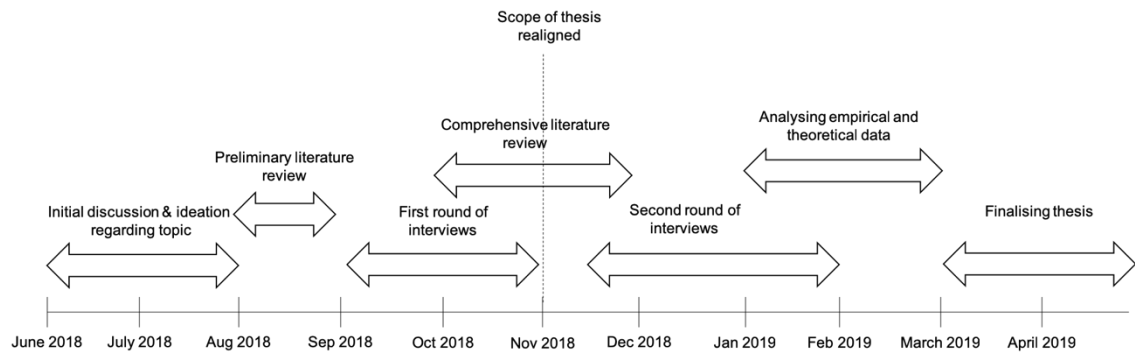 Scope of thesis
realigned
Analysing empirical and
theoretical data
Comprehensive literature
review
Preliminary literature
review
Initial discussion & ideation
regarding topic
First round of
interviews
Second round of
interviews
Finalising thesis
June 2018 July 2018 Aug 2018 Sep 2018 Oct 2018 Nov 2018 Dec 2018 Jan 2019 Feb 2019 March 2019 April 2019